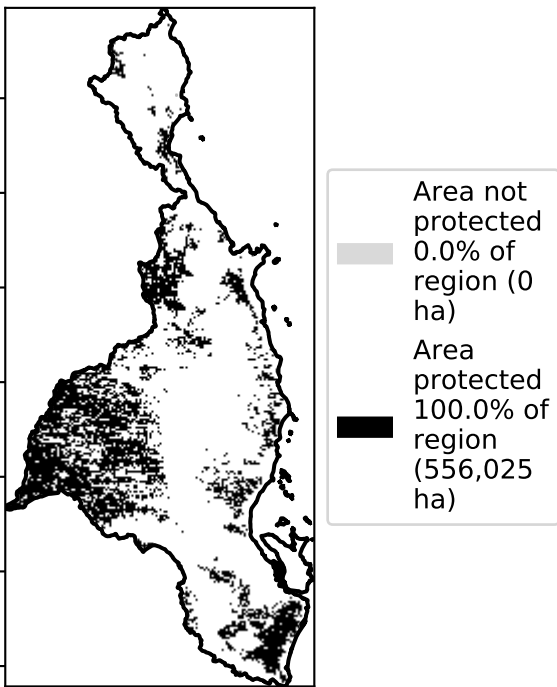 Area not
protected
0.0% of
region (0
ha)
Area
protected
100.0% of
region
(556,025
ha)